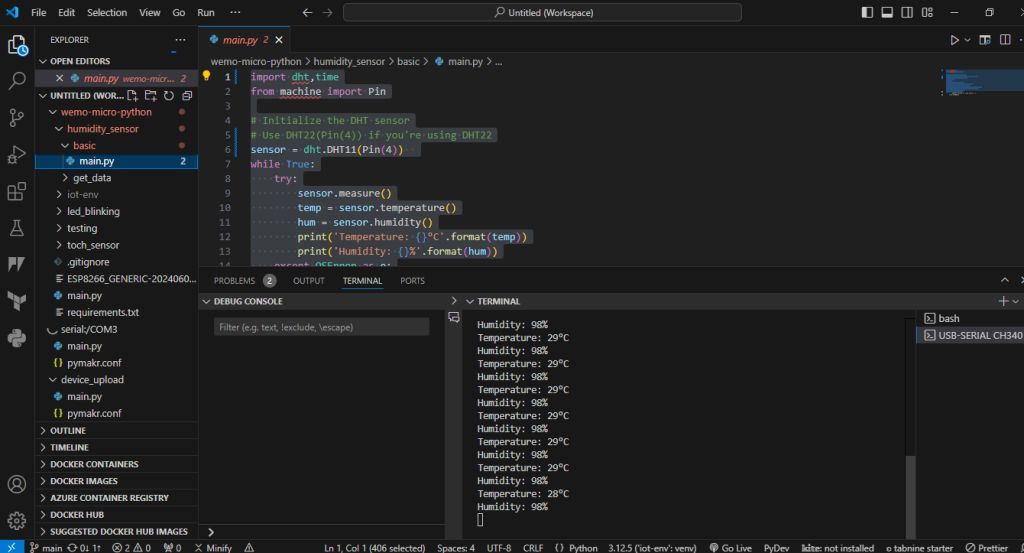 File Edit Selection View Go Run ··· Untitled (Workspace)
EXPLORER ···
OPEN EDITORS
main.py wemo-micr... 2
UNTITLED (WOR...
wemo-micro-python
humidity_sensor
basic
main.py 2
get_data
iot-env
led_blinking
testing
toch_sensor
.gitignore
ESP8266_GENERIC-2024060...
main.py
requirements.txt
serial:/COM3
main.py
{} pymakr.conf
device_upload
main.py
{} pymakr.conf
OUTLINE
TIMELINE
DOCKER CONTAINERS
DOCKER IMAGES
AZURE CONTAINER REGISTRY
DOCKER HUB
SUGGESTED DOCKER HUB IMAGES
main.py 2
wemo-micro-python > humidity_sensor > basic > main.py > ...
1 import dht,time
2 from machine import Pin
3
4 # Initialize the DHT sensor
5 # Use DHT22(Pin(4)) if you're using DHT22
6 sensor = dht.DHT11(Pin(4))
7 while True:
8 try:
9 sensor.measure()
10 temp = sensor.temperature()
11 hum = sensor.humidity()
12 print('Temperature: {}°C'.format(temp))
13 print('Humidity: {}%'.format(hum))
14 except OSError as e:
PROBLEMS 2 OUTPUT TERMINAL PORTS
DEBUG CONSOLE
Filter (e.g. text, !exclude, \escape)
TERMINAL
Humidity: 98%
Temperature: 29°C
Humidity: 98%
Temperature: 29°C
Humidity: 98%
Temperature: 29°C
Humidity: 98%
Temperature: 29°C
Humidity: 98%
Temperature: 29°C
Humidity: 98%
Temperature: 29°C
Humidity: 98%
Temperature: 28°C
Humidity: 98%
bash
USB-SERIAL CH340
main 0↓ 1↑ 2 0 0 Minify Ln 1, Col 1 (406 selected) Spaces: 4 UTF-8 CRLF {} Python 3.12.5 ('iot-env': venv) Go Live PyDev kite: not installed tabnine starter Prettier